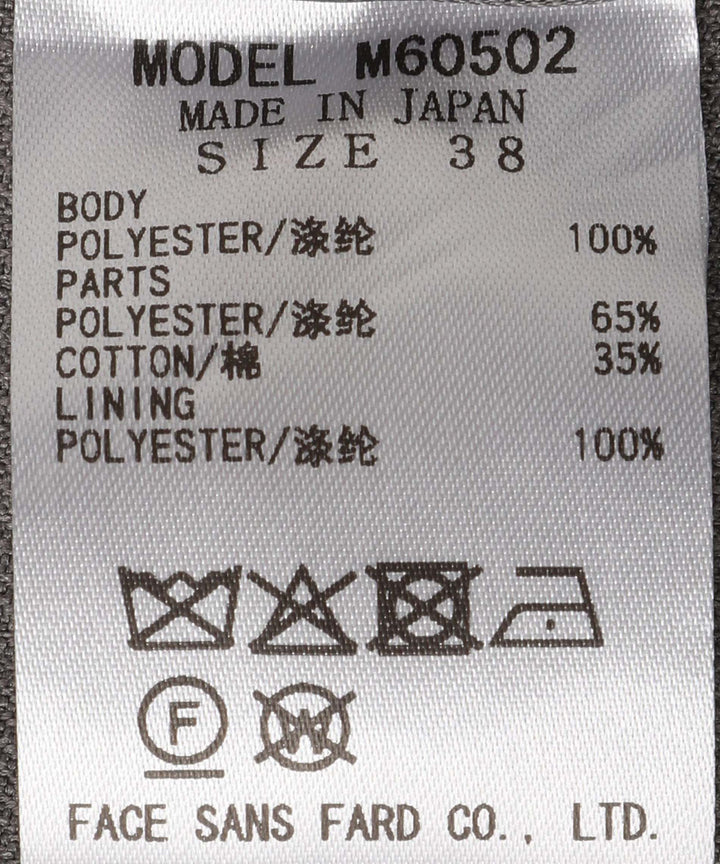 MODEL M60502
MADE IN JAPAN
SIZE 38
BODY
POLYESTER/涤纶 100%
PARTS
POLYESTER/涤纶 65%
COTTON/棉 35%
LINING
POLYESTER/涤纶 100%
F W
FACE SANS FARD CO., LTD.